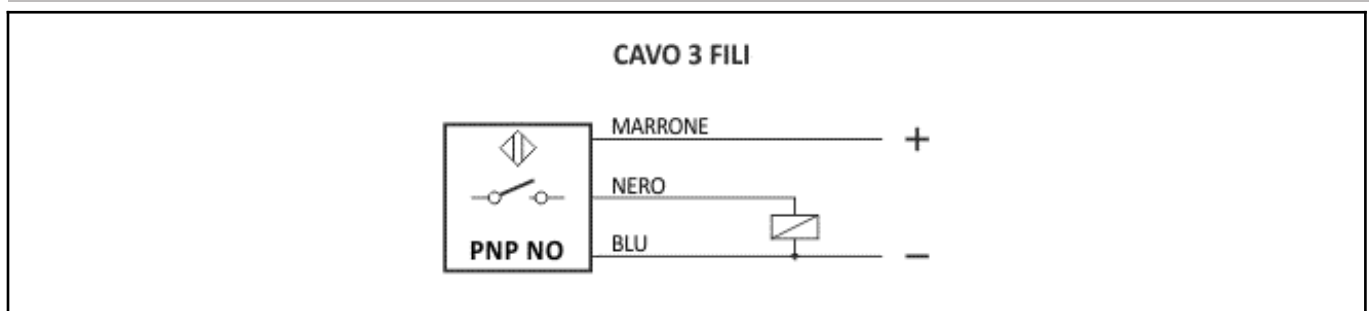 CAVO 3 FILI
MARRONE
+
NERO
BLU
PNP NO
−